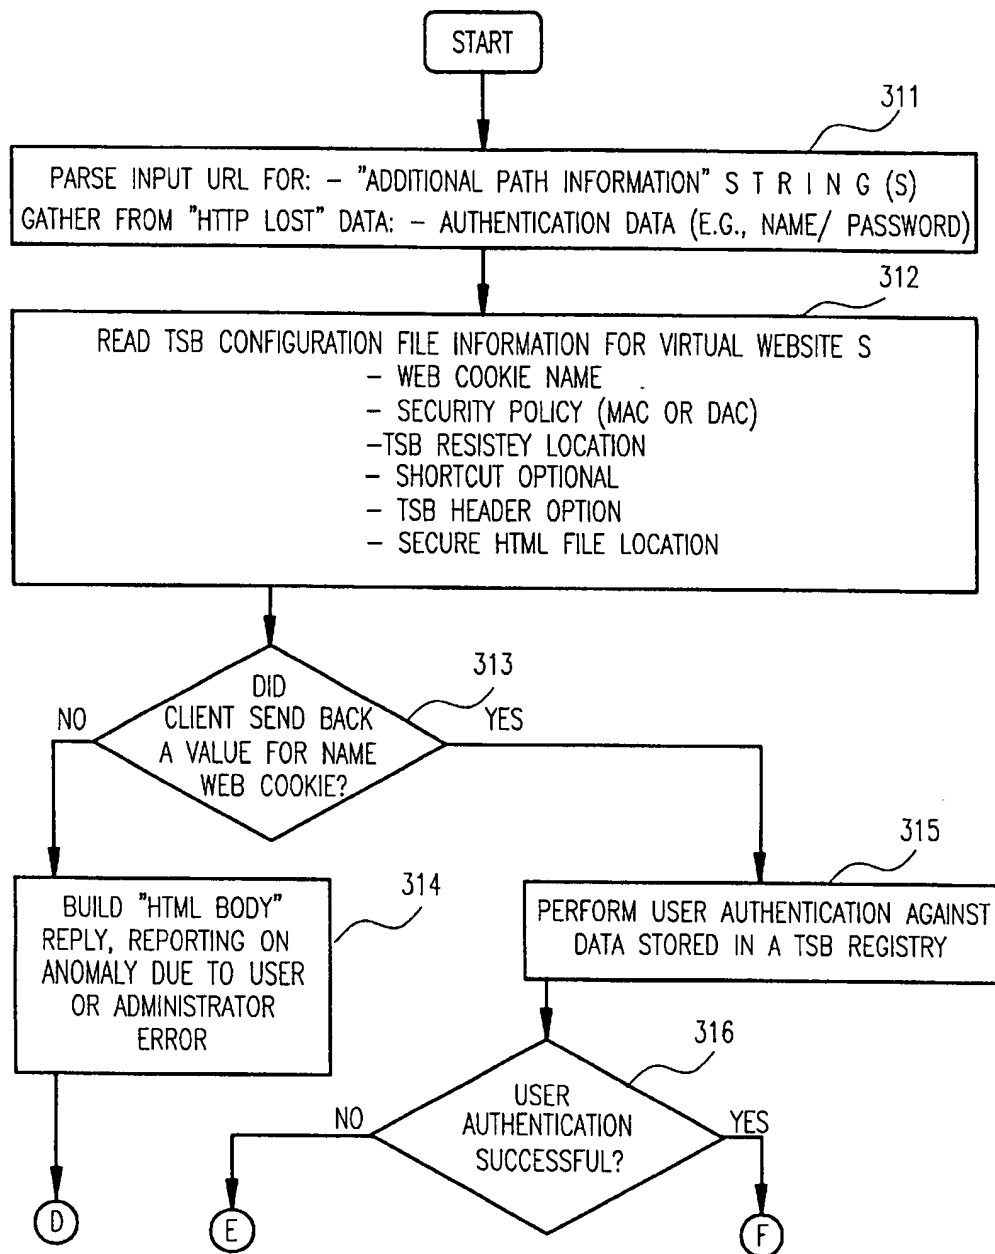 START
311
PARSE INPUT URL FOR: – "ADDITIONAL PATH INFORMATION" S T R I N G (S)
GATHER FROM "HTTP LOST" DATA: – AUTHENTICATION DATA (E.G., NAME/ PASSWORD)
312
READ TSB CONFIGURATION FILE INFORMATION FOR VIRTUAL WEBSITE S
– WEB COOKIE NAME
– SECURITY POLICY (MAC OR DAC)
–TSB RESISTEY LOCATION
– SHORTCUT OPTIONAL
– TSB HEADER OPTION
– SECURE HTML FILE LOCATION
313
DID
CLIENT SEND BACK
A VALUE FOR NAME
WEB COOKIE?
NO
YES
314
BUILD "HTML BODY"
REPLY, REPORTING ON
ANOMALY DUE TO USER
OR ADMINISTRATOR
ERROR
315
PERFORM USER AUTHENTICATION AGAINST
DATA STORED IN A TSB REGISTRY
316
USER
AUTHENTICATION
SUCCESSFUL?
NO
YES
D
E
F